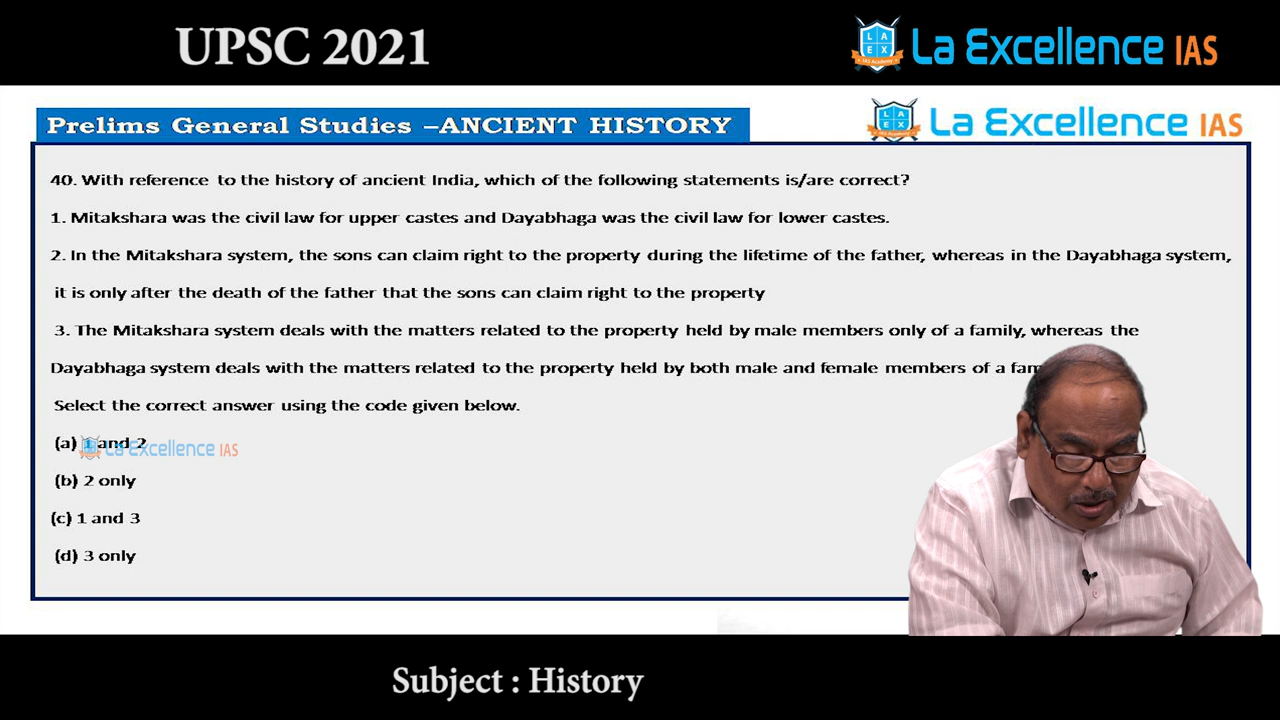 UPSC 2021
LA
EX
IAS Academy
La Excellence IAS
Prelims General Studies –ANCIENT HISTORY
LA
EX
La Excellence IAS
40. With reference to the history of ancient India, which of the following statements is/are correct?
1. Mitakshara was the civil law for upper castes and Dayabhaga was the civil law for lower castes.
2. In the Mitakshara system, the sons can claim right to the property during the lifetime of the father, whereas in the Dayabhaga system,
it is only after the death of the father that the sons can claim right to the property
3. The Mitakshara system deals with the matters related to the property held by male members only of a family, whereas the
Dayabhaga system deals with the matters related to the property held by both male and female members of a
Select the correct answer using the code given below.
(a) 1 and 2
La Excellence IAS
(b) 2 only
(c) 1 and 3
(d) 3 only
Subject : History